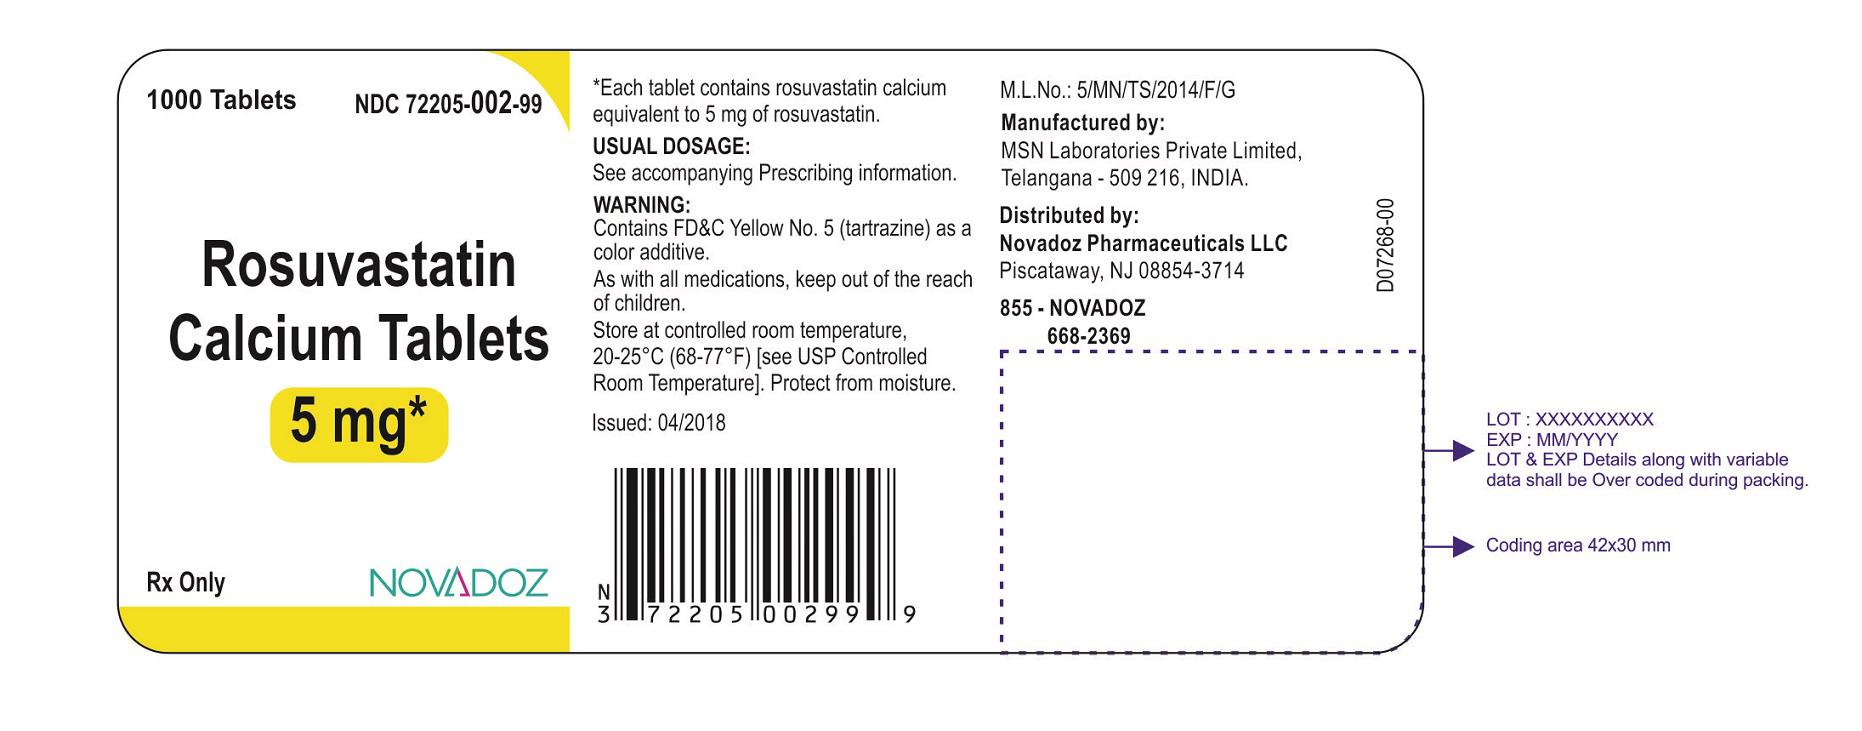 1000 Tablets
NDC 72205-002-99
Rosuvastatin
Calcium Tablets
5 mg*
Rx Only
NOVADOZ
*Each tablet contains rosuvastatin calcium
equivalent to 5 mg of rosuvastatin.
USUAL DOSAGE:
See accompanying Prescribing information.
WARNING:
Contains FD&C Yellow No. 5 (tartrazine) as a
color additive.
As with all medications, keep out of the reach
of children.
Store at controlled room temperature,
20-25°C (68-77°F) [see USP Controlled
Room Temperature]. Protect from moisture.
Issued: 04/2018
N
3 72205 00299 9
M.L.No.: 5/MN/TS/2014/F/G
Manufactured by:
MSN Laboratories Private Limited,
Telangana - 509 216, INDIA.
Distributed by:
Novadoz Pharmaceuticals LLC
Piscataway, NJ 08854-3714
855 - NOVADOZ
668-2369
D07268-00
LOT : XXXXXXXXXX
EXP : MM/YYYY
LOT & EXP Details along with variable
data shall be Over coded during packing.
Coding area 42x30 mm